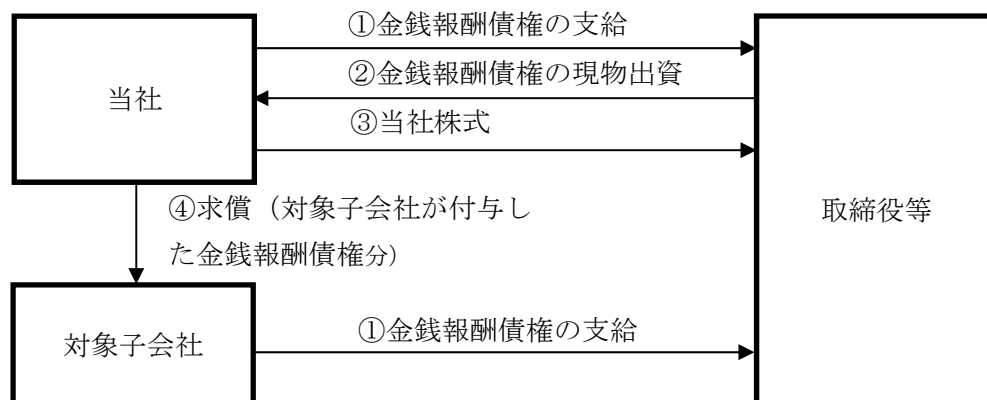 ①金銭報酬債権の支給
②金銭報酬債権の現物出資
当社
③当社株式
④求償（対象子会社が付与し
た金銭報酬債権分）
取締役等
①金銭報酬債権の支給
対象子会社